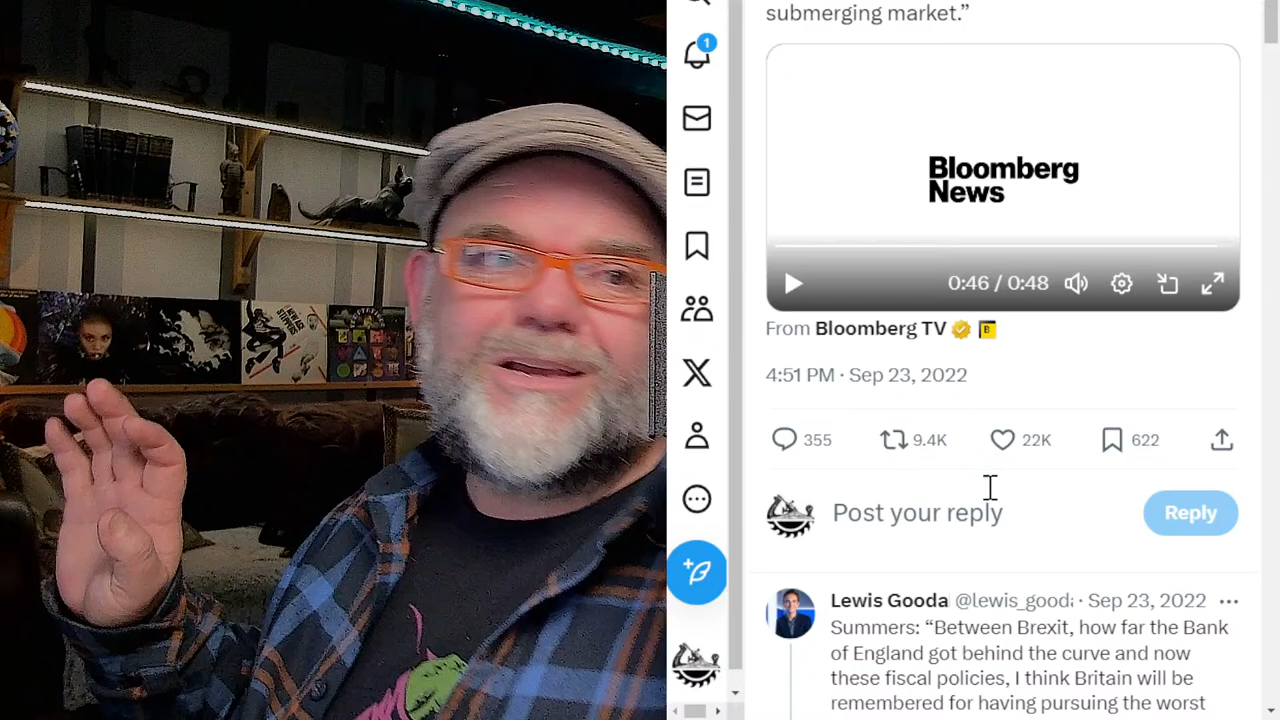 submerging market.”
1
Bloomberg
News
0:46 / 0:48
From Bloomberg TV
B
4:51 PM · Sep 23, 2022
355
9.4K
22K
622
Post your reply
Reply
Lewis Gooda @lewis_good · Sep 23, 2022
Summers: “Between Brexit, how far the Bank
of England got behind the curve and now
these fiscal policies, I think Britain will be
remembered for having pursuing the worst